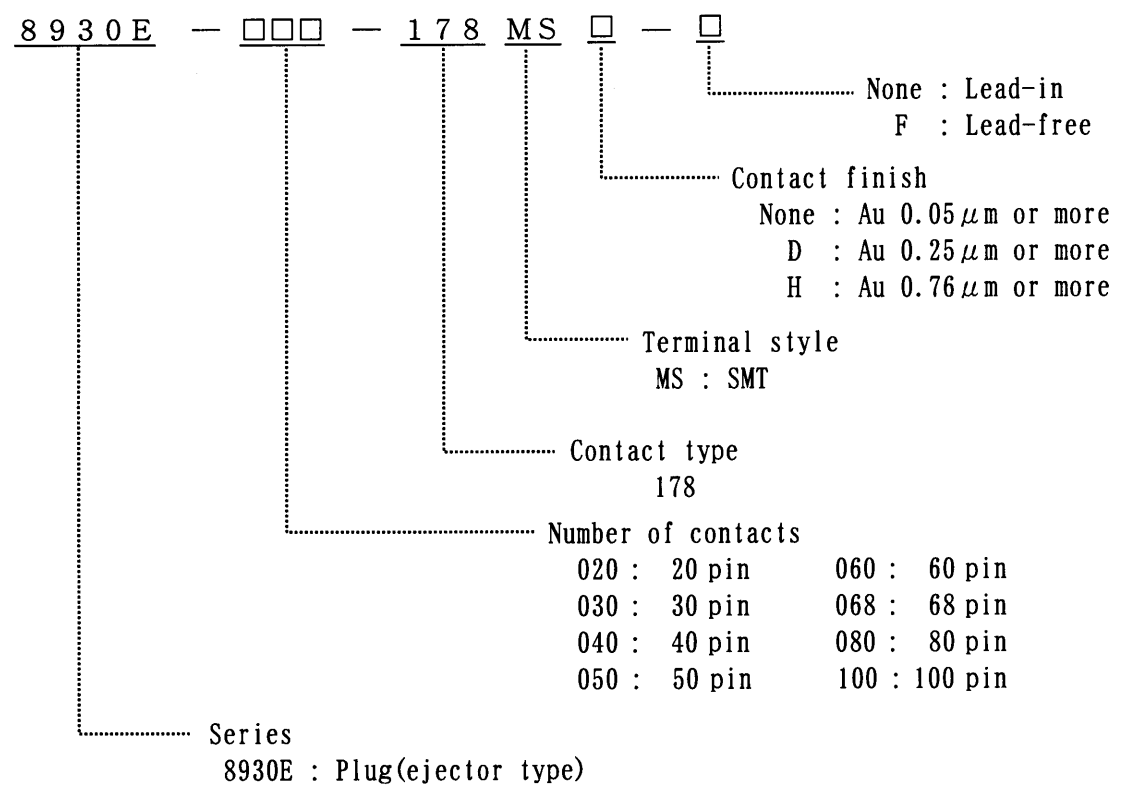 8930E － □□□ － 178 MS □ － □
None : Lead-in
F : Lead-free
Contact finish
None : Au 0.05μm or more
D : Au 0.25μm or more
H : Au 0.76μm or more
Terminal style
MS : SMT
Contact type
178
Number of contacts
020 : 20 pin 060 : 60 pin
030 : 30 pin 068 : 68 pin
040 : 40 pin 080 : 80 pin
050 : 50 pin 100 : 100 pin
Series
8930E : Plug(ejector type)